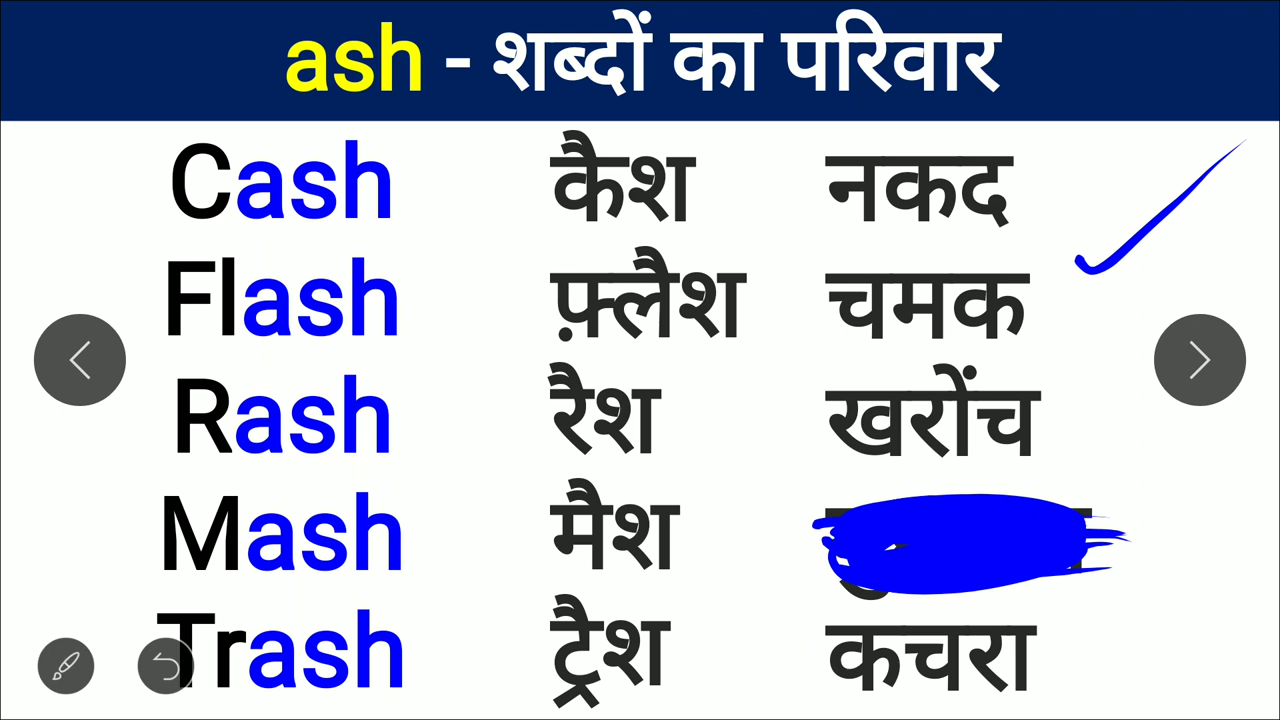 ash - शब्दों का परिवार
Cash कैश नकद
Flash फ़्लैश चमक
Rash रैश खरोंच
Mash मैश
Trash ट्रैश कचरा